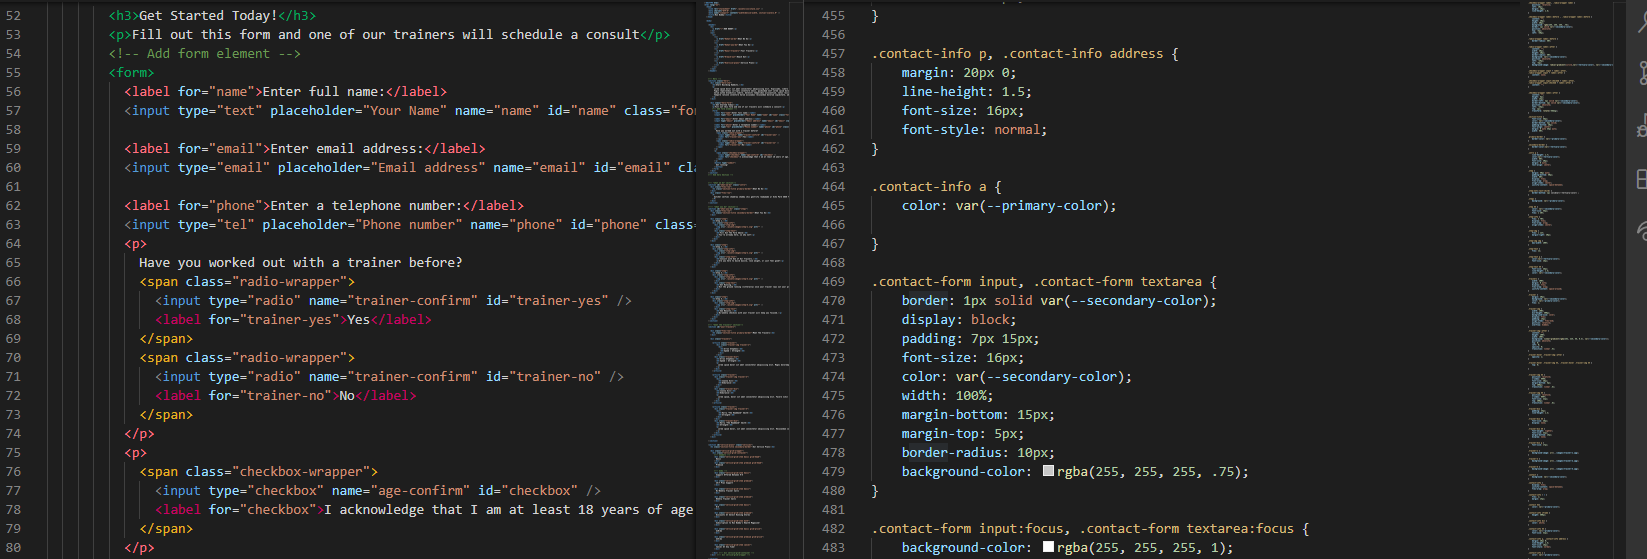 52 <h3>Get Started Today!</h3>
53 <p>Fill out this form and one of our trainers will schedule a consult</p>
54 <!-- Add form element -->
55 <form>
56 <label for="name">Enter full name:</label>
57 <input type="text" placeholder="Your Name" name="name" id="name" class="fo
58
59 <label for="email">Enter email address:</label>
60 <input type="email" placeholder="Email address" name="email" id="email" cla
61
62 <label for="phone">Enter a telephone number:</label>
63 <input type="tel" placeholder="Phone number" name="phone" id="phone" class=
64 <p>
65 Have you worked out with a trainer before?
66 <span class="radio-wrapper">
67 <input type="radio" name="trainer-confirm" id="trainer-yes" />
68 <label for="trainer-yes">Yes</label>
69 </span>
70 <span class="radio-wrapper">
71 <input type="radio" name="trainer-confirm" id="trainer-no" />
72 <label for="trainer-no">No</label>
73 </span>
74 </p>
75 <p>
76 <span class="checkbox-wrapper">
77 <input type="checkbox" name="age-confirm" id="checkbox" />
78 <label for="checkbox">I acknowledge that I am at least 18 years of age
79 </span>
80 </p>
455 }
456
457 .contact-info p, .contact-info address {
458 margin: 20px 0;
459 line-height: 1.5;
460 font-size: 16px;
461 font-style: normal;
462 }
463
464 .contact-info a {
465 color: var(--primary-color);
466
467 }
468
469 .contact-form input, .contact-form textarea {
470 border: 1px solid var(--secondary-color);
471 display: block;
472 padding: 7px 15px;
473 font-size: 16px;
474 color: var(--secondary-color);
475 width: 100%;
476 margin-bottom: 15px;
477 margin-top: 5px;
478 border-radius: 10px;
479 background-color: rgba(255, 255, 255, .75);
480 }
481
482 .contact-form input:focus, .contact-form textarea:focus {
483 background-color: rgba(255, 255, 255, 1);